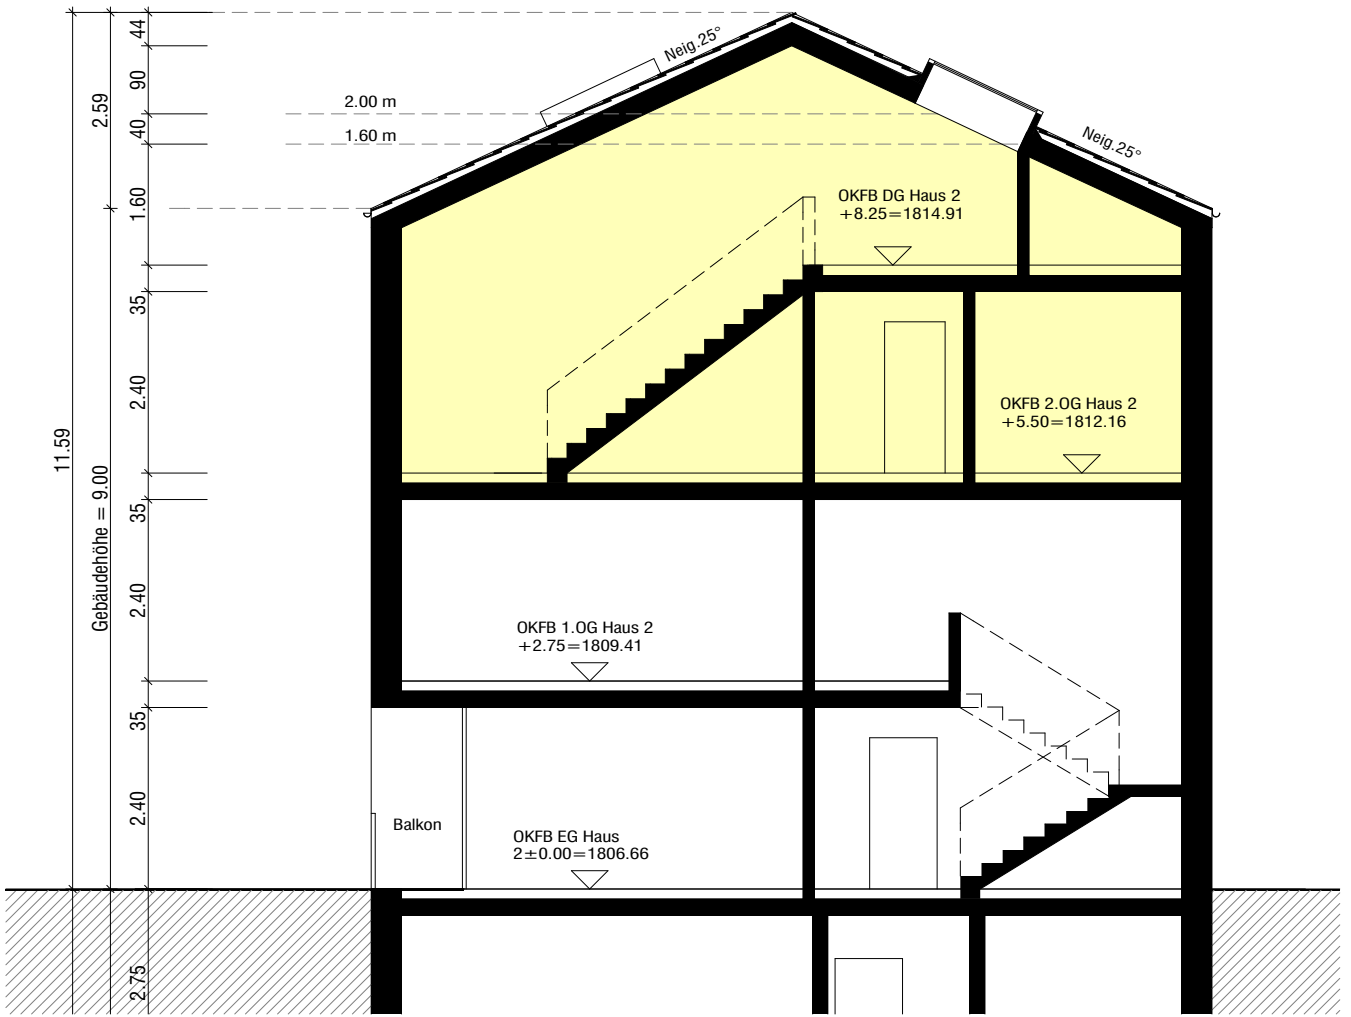 44
90
40
1.60
35
2.40
35
2.40
35
2.40
2.75
2.59
Gebäudehöhe = 9.00
11.59
Neig.25°
2.00 m
1.60 m
Neig.25°
OKFB DG Haus 2
+8.25=1814.91
OKFB 2.OG Haus 2
+5.50=1812.16
OKFB 1.OG Haus 2
+2.75=1809.41
Balkon
OKFB EG Haus
2±0.00=1806.66